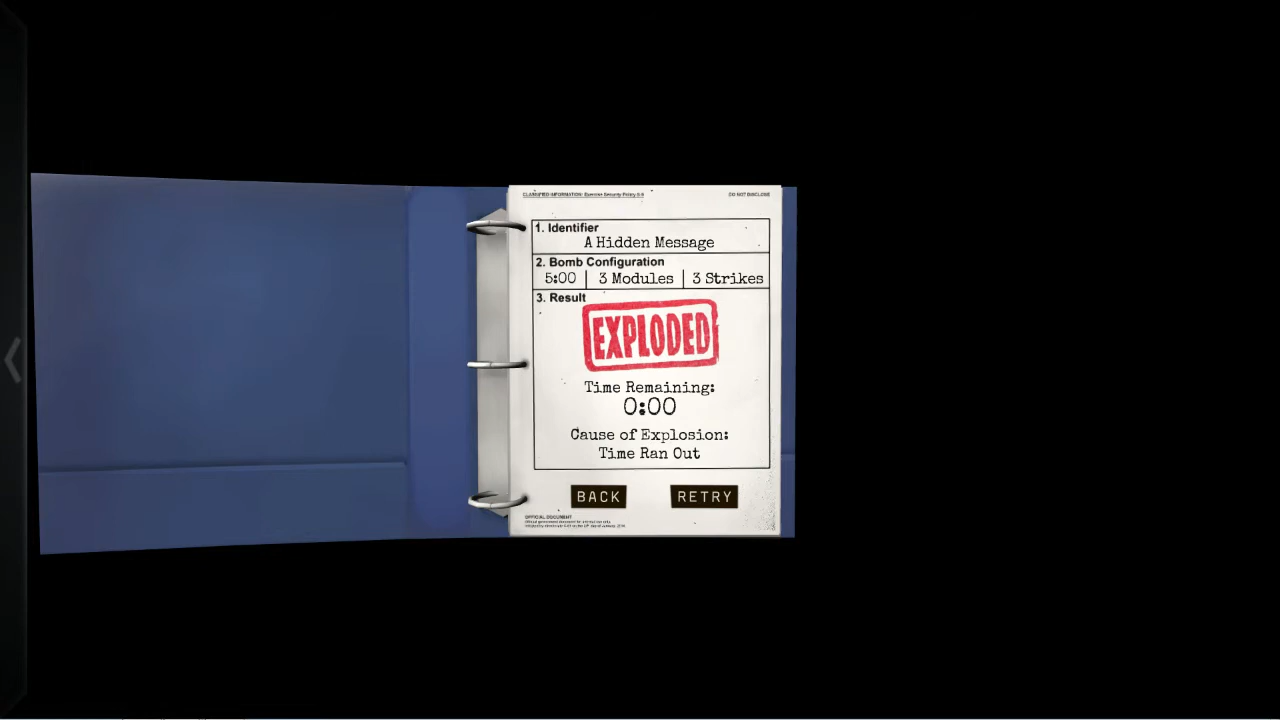 CLASSIFIED INFORMATION:
DO NOT DISCLOSE
1. Identifier
A Hidden Message
2. Bomb Configuration
5:00 3 Modules 3 Strikes
3. Result
EXPLODED
Time Remaining:
0:00
Cause of Explosion:
Time Ran Out
BACK RETRY
OFFICIAL DOCUMENT